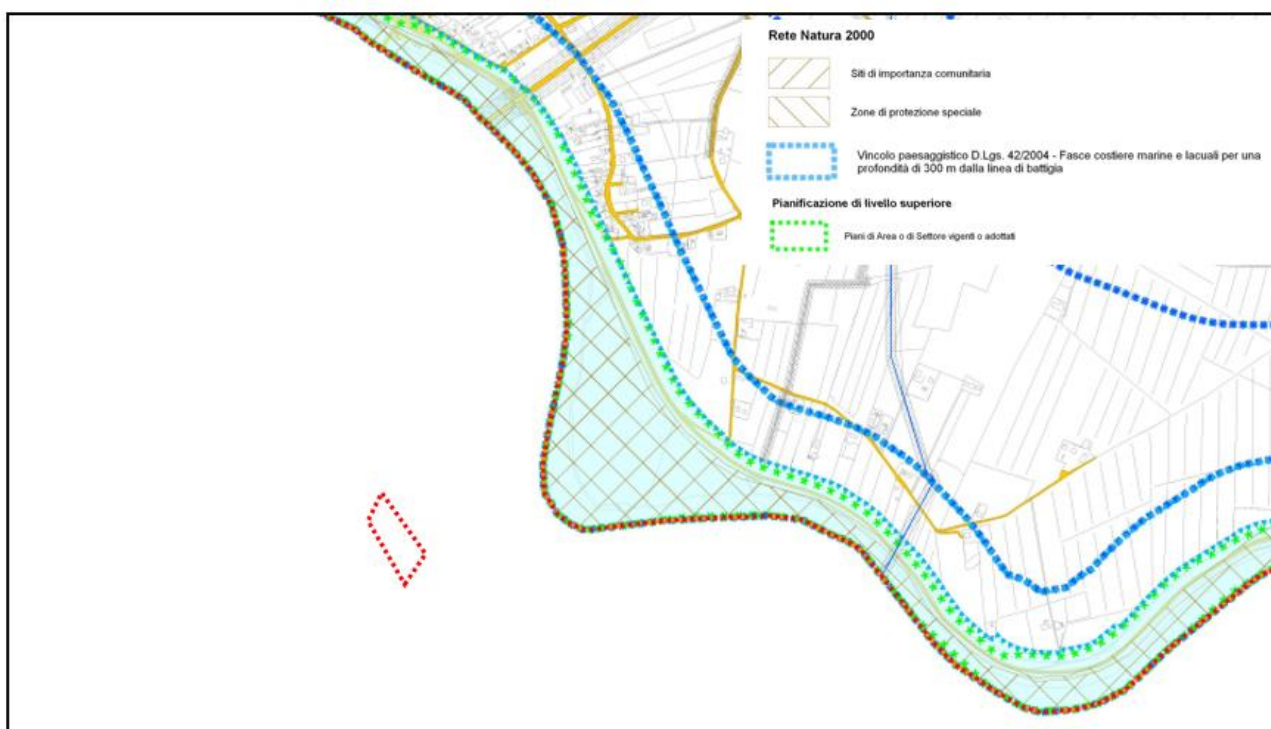 Rete Natura 2000
Siti di importanza comunitaria
Zone di protezione speciale
Vincolo paesaggistico D.Lgs. 42/2004 - Fasce costiere marine e lacuali per una
profondità di 300 m dalla linea di battigia
Pianificazione di livello superiore
Piani di Area o di Settore vigenti o adottati